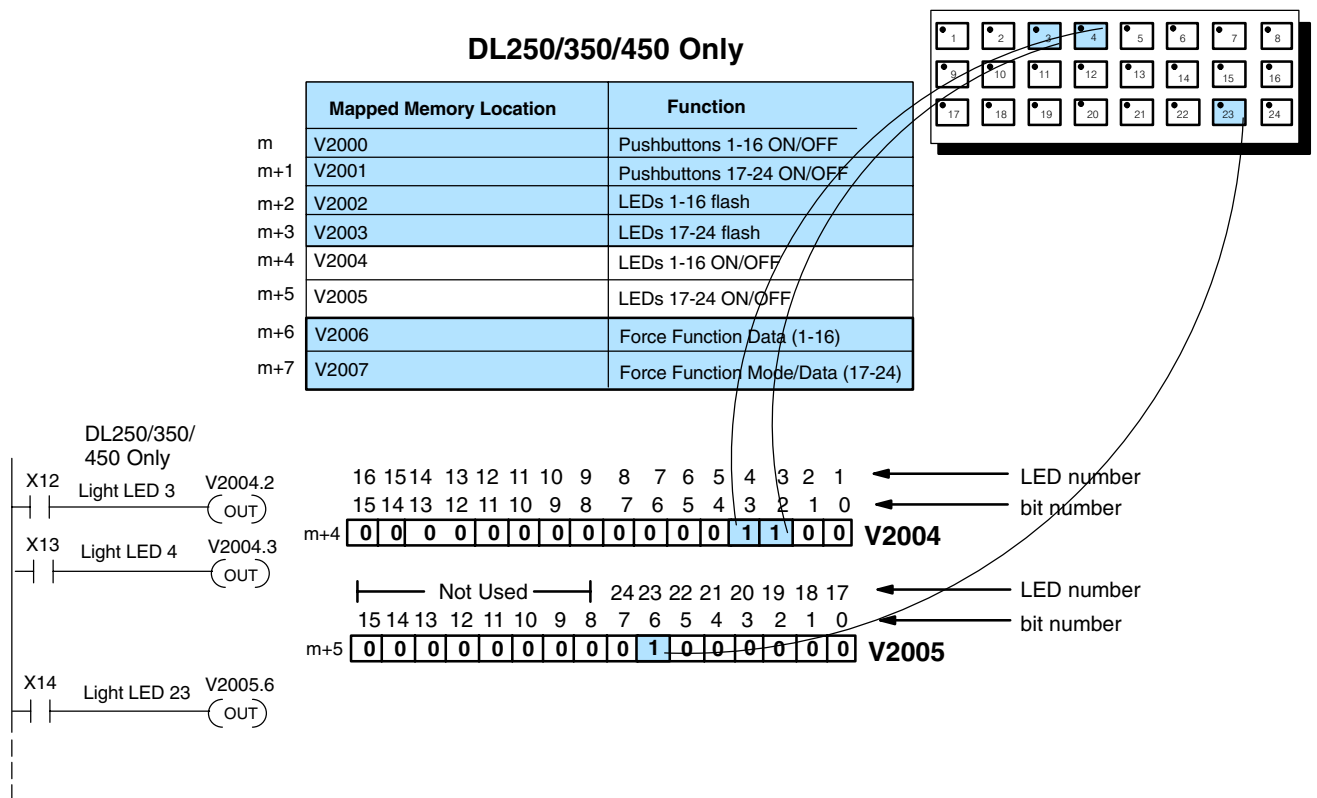 DL250/350/450 Only
1 2 3 4 5 6 7 8
9 10 11 12 13 14 15 16
17 18 19 20 21 22 23 24
Mapped Memory Location Function
m V2000 Pushbuttons 1-16 ON/OFF
m+1 V2001 Pushbuttons 17-24 ON/OFF
m+2 V2002 LEDs 1-16 flash
m+3 V2003 LEDs 17-24 flash
m+4 V2004 LEDs 1-16 ON/OFF
m+5 V2005 LEDs 17-24 ON/OFF
m+6 V2006 Force Function Data (1-16)
m+7 V2007 Force Function Mode/Data (17-24)
DL250/350/
450 Only
X12 Light LED 3 V2004.2
OUT
X13 Light LED 4 V2004.3
OUT
X14 Light LED 23 V2005.6
OUT
16 15 14 13 12 11 10 9 8 7 6 5 4 3 2 1 LED number
15 14 13 12 11 10 9 8 7 6 5 4 3 2 1 0 bit number
m+4 0 0 0 0 0 0 0 0 0 0 0 0 1 1 0 0 V2004
Not Used 24 23 22 21 20 19 18 17 LED number
15 14 13 12 11 10 9 8 7 6 5 4 3 2 1 0 bit number
m+5 0 0 0 0 0 0 0 0 0 1 0 0 0 0 0 0 V2005